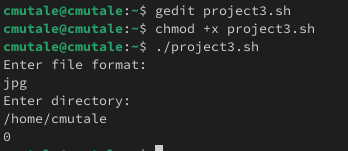 cmutale@cmutale:~$ gedit project3.sh
cmutale@cmutale:~$ chmod +x project3.sh
cmutale@cmutale:~$ ./project3.sh
Enter file format:
jpg
Enter directory:
/home/cmutale
0